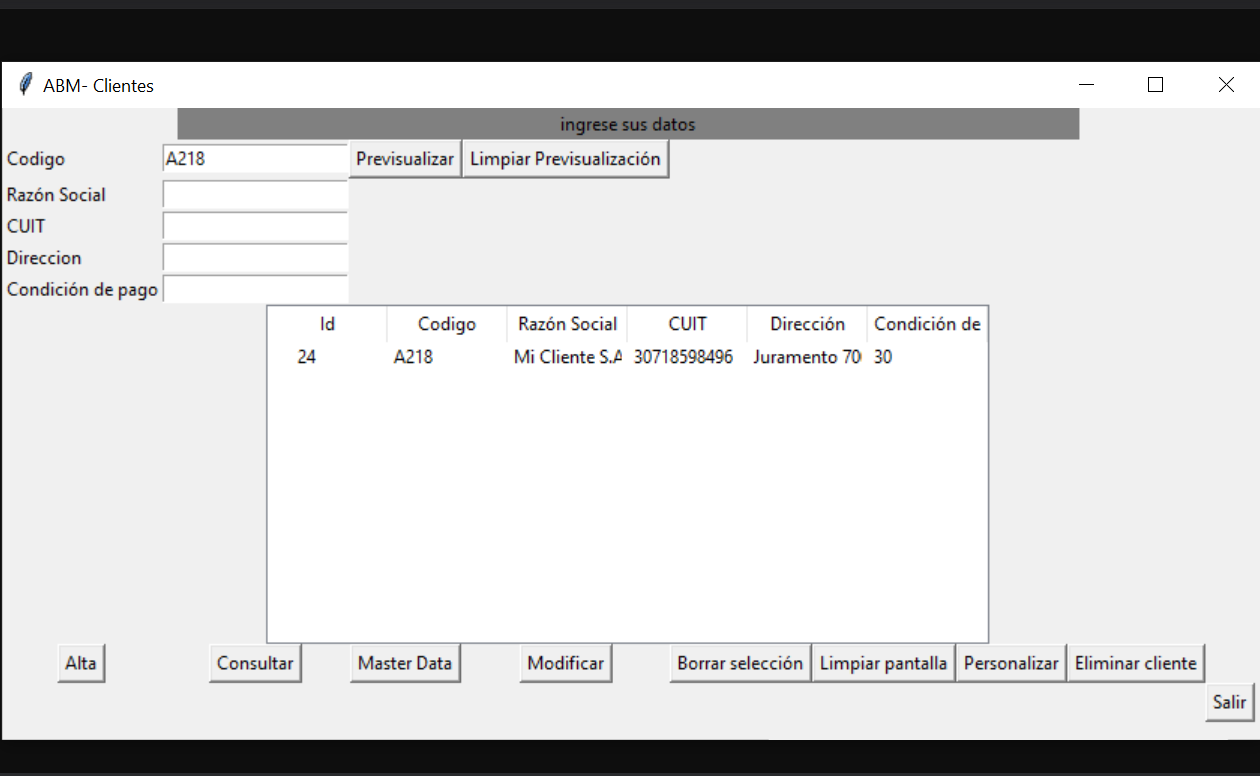 ABM- Clientes
ingrese sus datos
Codigo A218 Previsualizar Limpiar Previsualización
Razón Social
CUIT
Direccion
Condición de pago
Id Codigo Razón Social CUIT Dirección Condición de
24 A218 Mi Cliente S.A 30718598496 Juramento 70
30
Alta Consultar Master Data Modificar Borrar selección Limpiar pantalla Personalizar Eliminar cliente
Salir